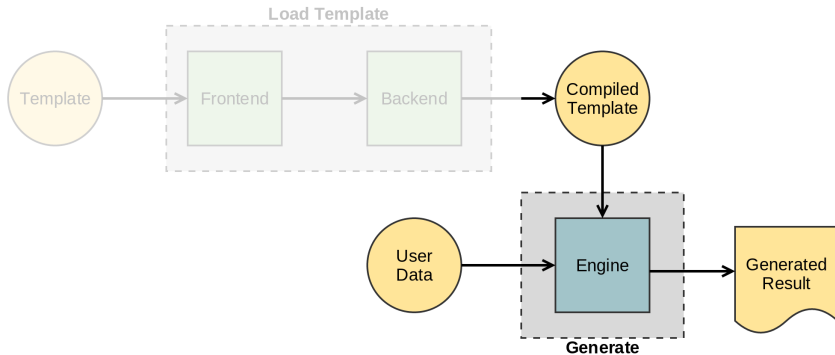 Load Template
Template
Frontend
Backend
Compiled
Template
User
Data
Engine
Generated
Result
Generate